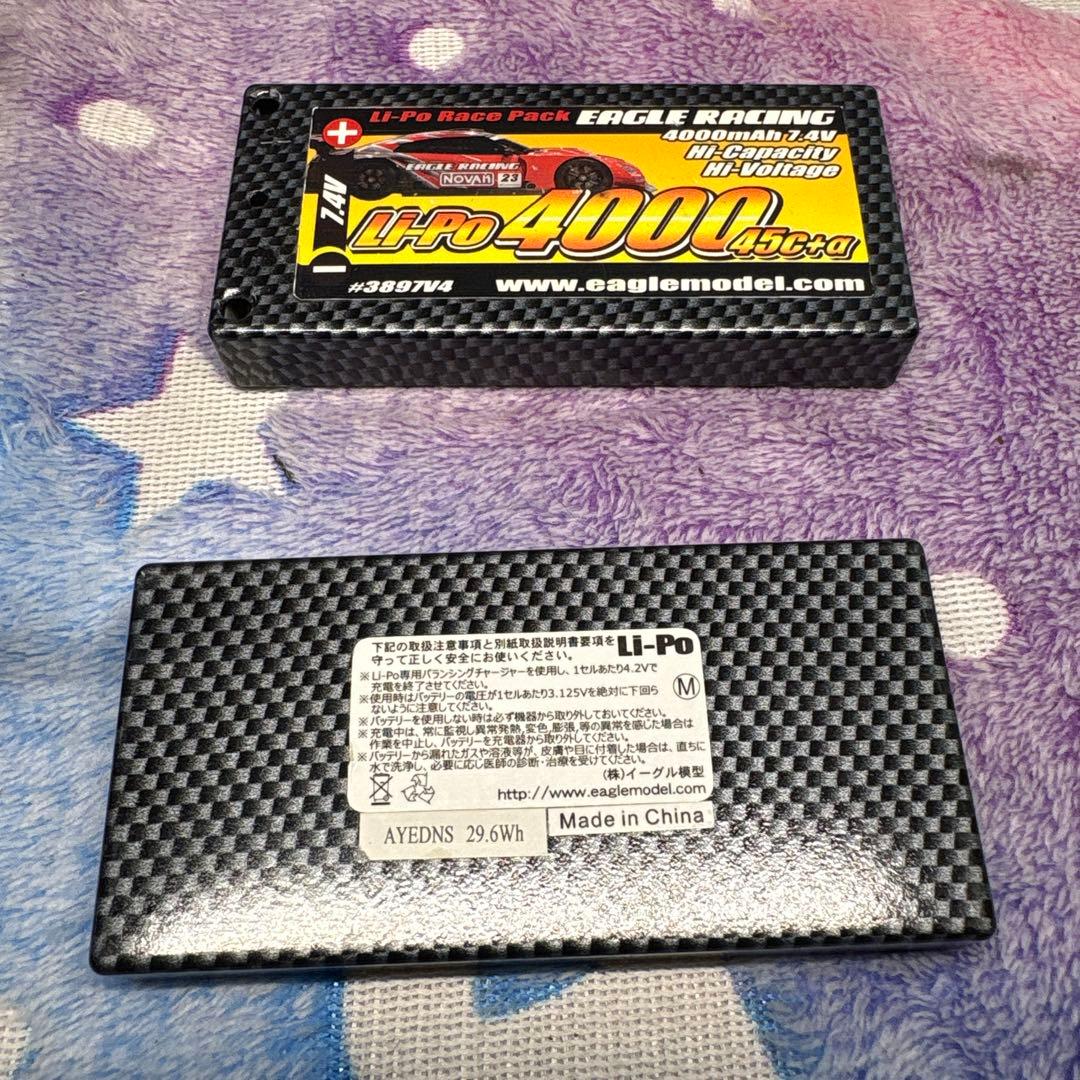 Li-Po Race Pack EAGLE RACING
4000mAh 7.4V
Hi-Capacity
Hi-Voltage
EAGLE RACING
NOVAK 23
7.4V
Li-Po 4000 45c+α
#3897V4 www.eaglemodel.com
下記の取扱注意事項と別紙取扱説明書要項を Li-Po
守って正しく安全にお使いください。
※Li-Po専用バランシングチャージャーを使用し、1セルあたり4.2Vで
充電を終了させてください。
※使用時はバッテリーの電圧が1セルあたり3.125Vを絶対に下回ら
ないように注意してください。
M
※バッテリーを使用しない時は必ず機器から取り外しておいてください。
※充電中は、常に監視し異常発熱,変色,膨張,等の異常を感じた場合は
作業を中止し、バッテリーを充電器から取り外してください。
※バッテリーから漏れたガスや溶液等が、皮膚や目に付着した場合は、直ちに
水で洗浄し、必要に応じ医師の診断・治療を受けてください。
(株)イーグル模型
http://www.eaglemodel.com
AYEDNS 29.6Wh
Made in China